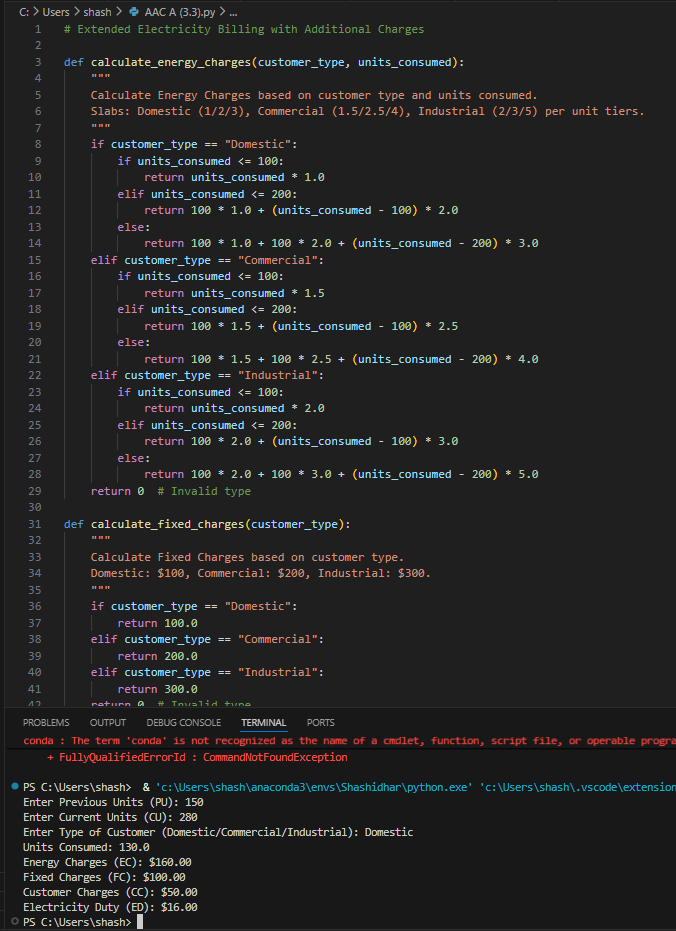 C: > Users > shash > AAC A (3.3).py > ...
1 # Extended Electricity Billing with Additional Charges
2
3 def calculate_energy_charges(customer_type, units_consumed):
4     """
5     Calculate Energy Charges based on customer type and units consumed.
6     Slabs: Domestic (1/2/3), Commercial (1.5/2.5/4), Industrial (2/3/5) per unit tiers.
7     """
8     if customer_type == "Domestic":
9         if units_consumed <= 100:
10             return units_consumed * 1.0
11         elif units_consumed <= 200:
12             return 100 * 1.0 + (units_consumed - 100) * 2.0
13         else:
14             return 100 * 1.0 + 100 * 2.0 + (units_consumed - 200) * 3.0
15     elif customer_type == "Commercial":
16         if units_consumed <= 100:
17             return units_consumed * 1.5
18         elif units_consumed <= 200:
19             return 100 * 1.5 + (units_consumed - 100) * 2.5
20         else:
21             return 100 * 1.5 + 100 * 2.5 + (units_consumed - 200) * 4.0
22     elif customer_type == "Industrial":
23         if units_consumed <= 100:
24             return units_consumed * 2.0
25         elif units_consumed <= 200:
26             return 100 * 2.0 + (units_consumed - 100) * 3.0
27         else:
28             return 100 * 2.0 + 100 * 3.0 + (units_consumed - 200) * 5.0
29     return 0  # Invalid type
30
31 def calculate_fixed_charges(customer_type):
32     """
33     Calculate Fixed Charges based on customer type.
34     Domestic: $100, Commercial: $200, Industrial: $300.
35     """
36     if customer_type == "Domestic":
37         return 100.0
38     elif customer_type == "Commercial":
39         return 200.0
40     elif customer_type == "Industrial":
41         return 300.0
42     return 0  # Invalid type
PROBLEMS OUTPUT DEBUG CONSOLE TERMINAL PORTS
conda : The term 'conda' is not recognized as the name of a cmdlet, function, script file, or operable progra
+ FullyQualifiedErrorId : CommandNotFoundException
PS C:\Users\shash>  & 'c:\Users\shash\anaconda3\envs\Shashidhar\python.exe' 'c:\Users\shash\.vscode\extension
Enter Previous Units (PU): 150
Enter Current Units (CU): 280
Enter Type of Customer (Domestic/Commercial/Industrial): Domestic
Units Consumed: 130.0
Energy Charges (EC): $160.00
Fixed Charges (FC): $100.00
Customer Charges (CC): $50.00
Electricity Duty (ED): $16.00
PS C:\Users\shash>